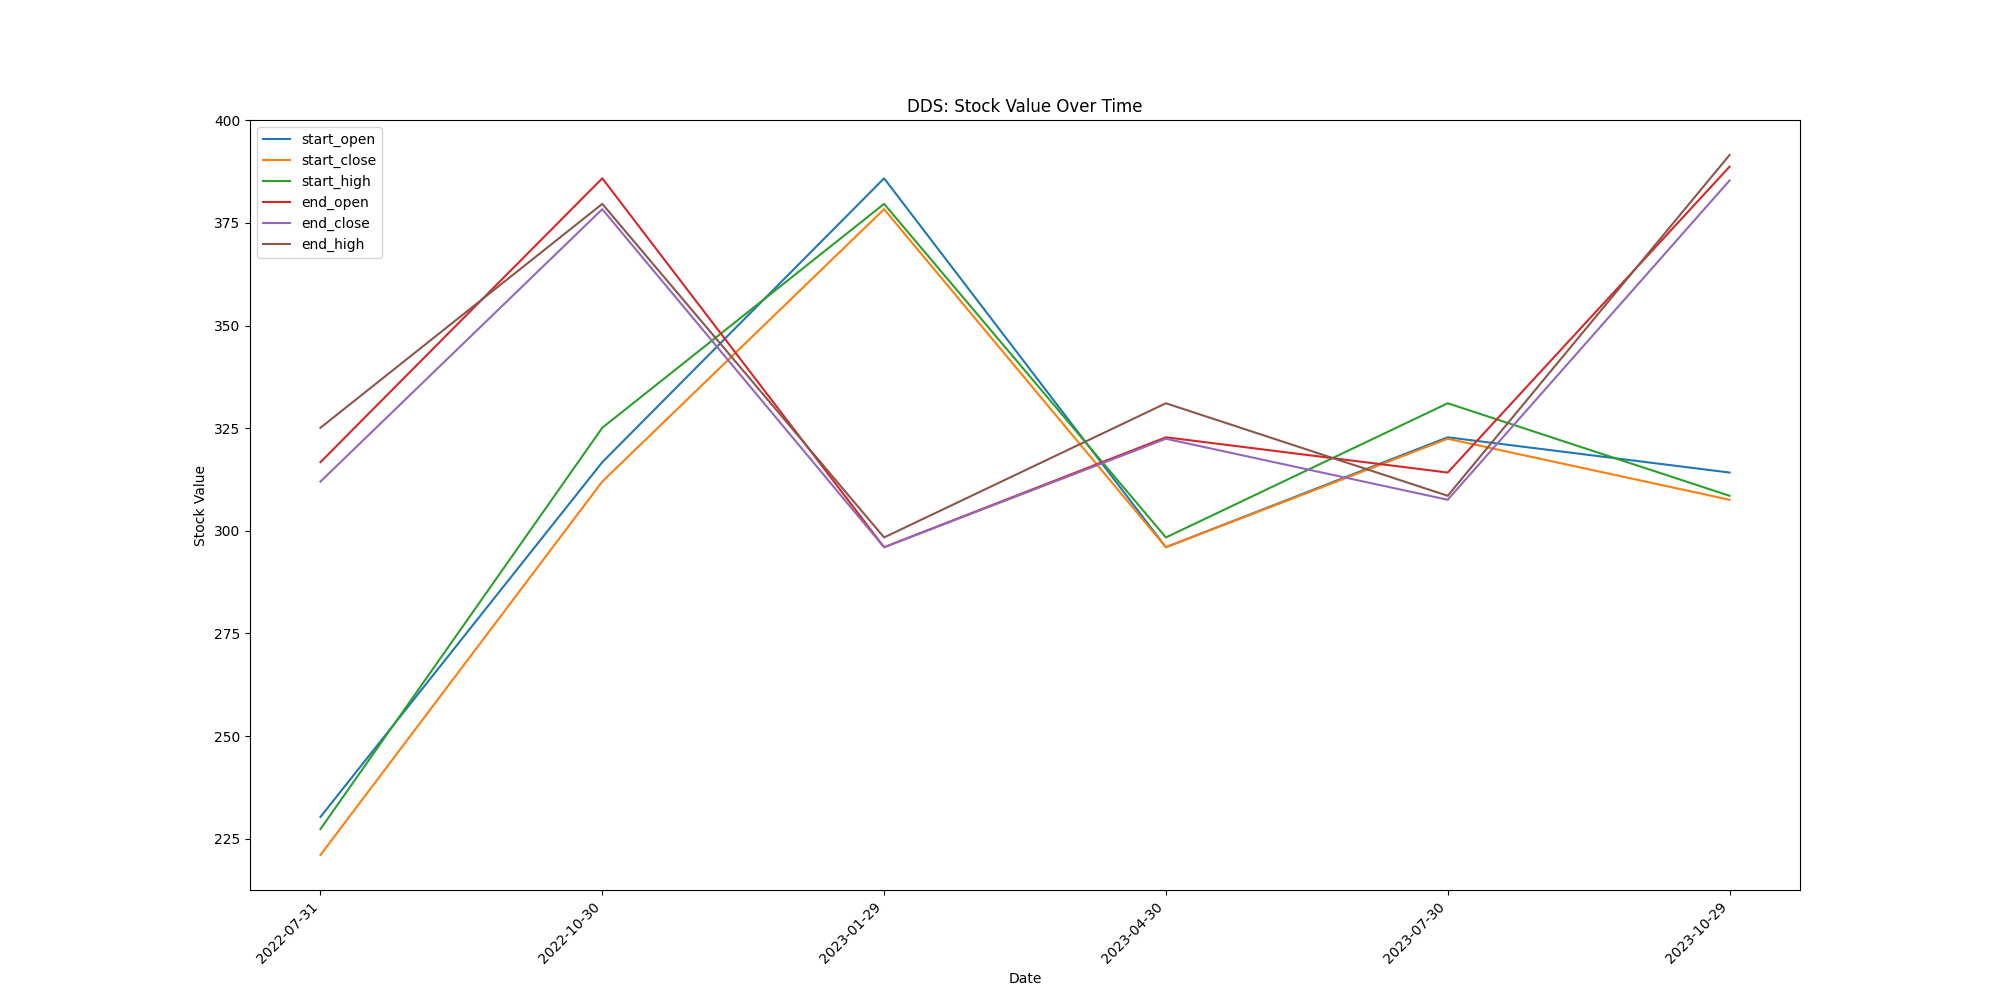 DDS: Stock Value Over Time
400
375
350
325
300
275
250
225
Stock Value
start_open
start_close
start_high
end_open
end_close
end_high
2022-07-31
2022-10-30
2023-01-29
2023-04-30
2023-07-30
2023-10-29
Date